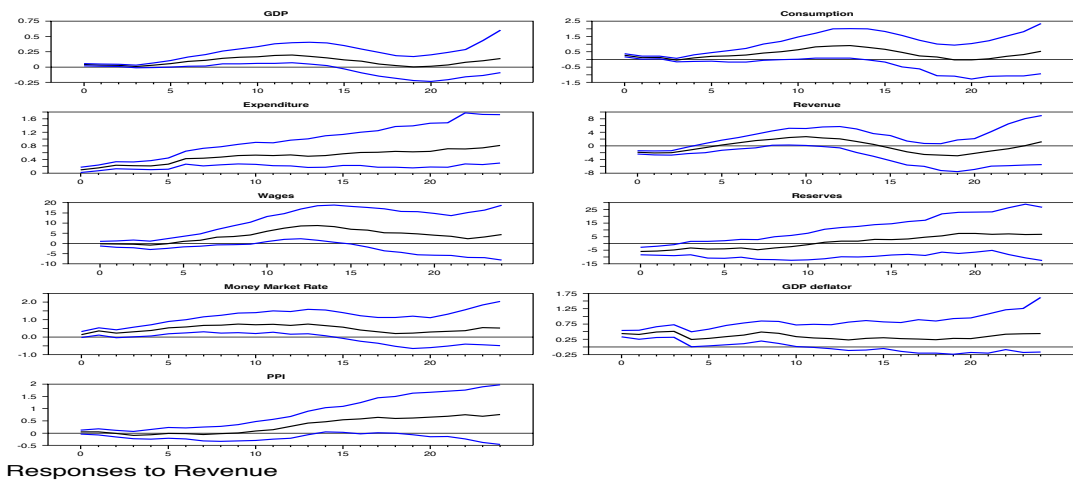 GDP
0.75
0.5
0.25
0
-0.25
0 5 10 15 20
Consumption
2.5
1.5
0.5
-0.5
-1.5
0 5 10 15 20
Expenditure
1.6
1.2
0.8
0.4
0
0 5 10 15 20
Revenue
8
4
0
-4
-8
0 5 10 15 20
Wages
20
15
10
5
0
-5
-10
0 5 10 15 20
Reserves
25
15
5
-5
-15
0 5 10 15 20
Money Market Rate
2.0
1.0
0.0
-1.0
0 5 10 15 20
GDP deflator
1.75
1.25
0.75
0.25
-0.25
0 5 10 15 20
PPI
2
1.5
1
0.5
0
-0.5
0 5 10 15 20
Responses to Revenue